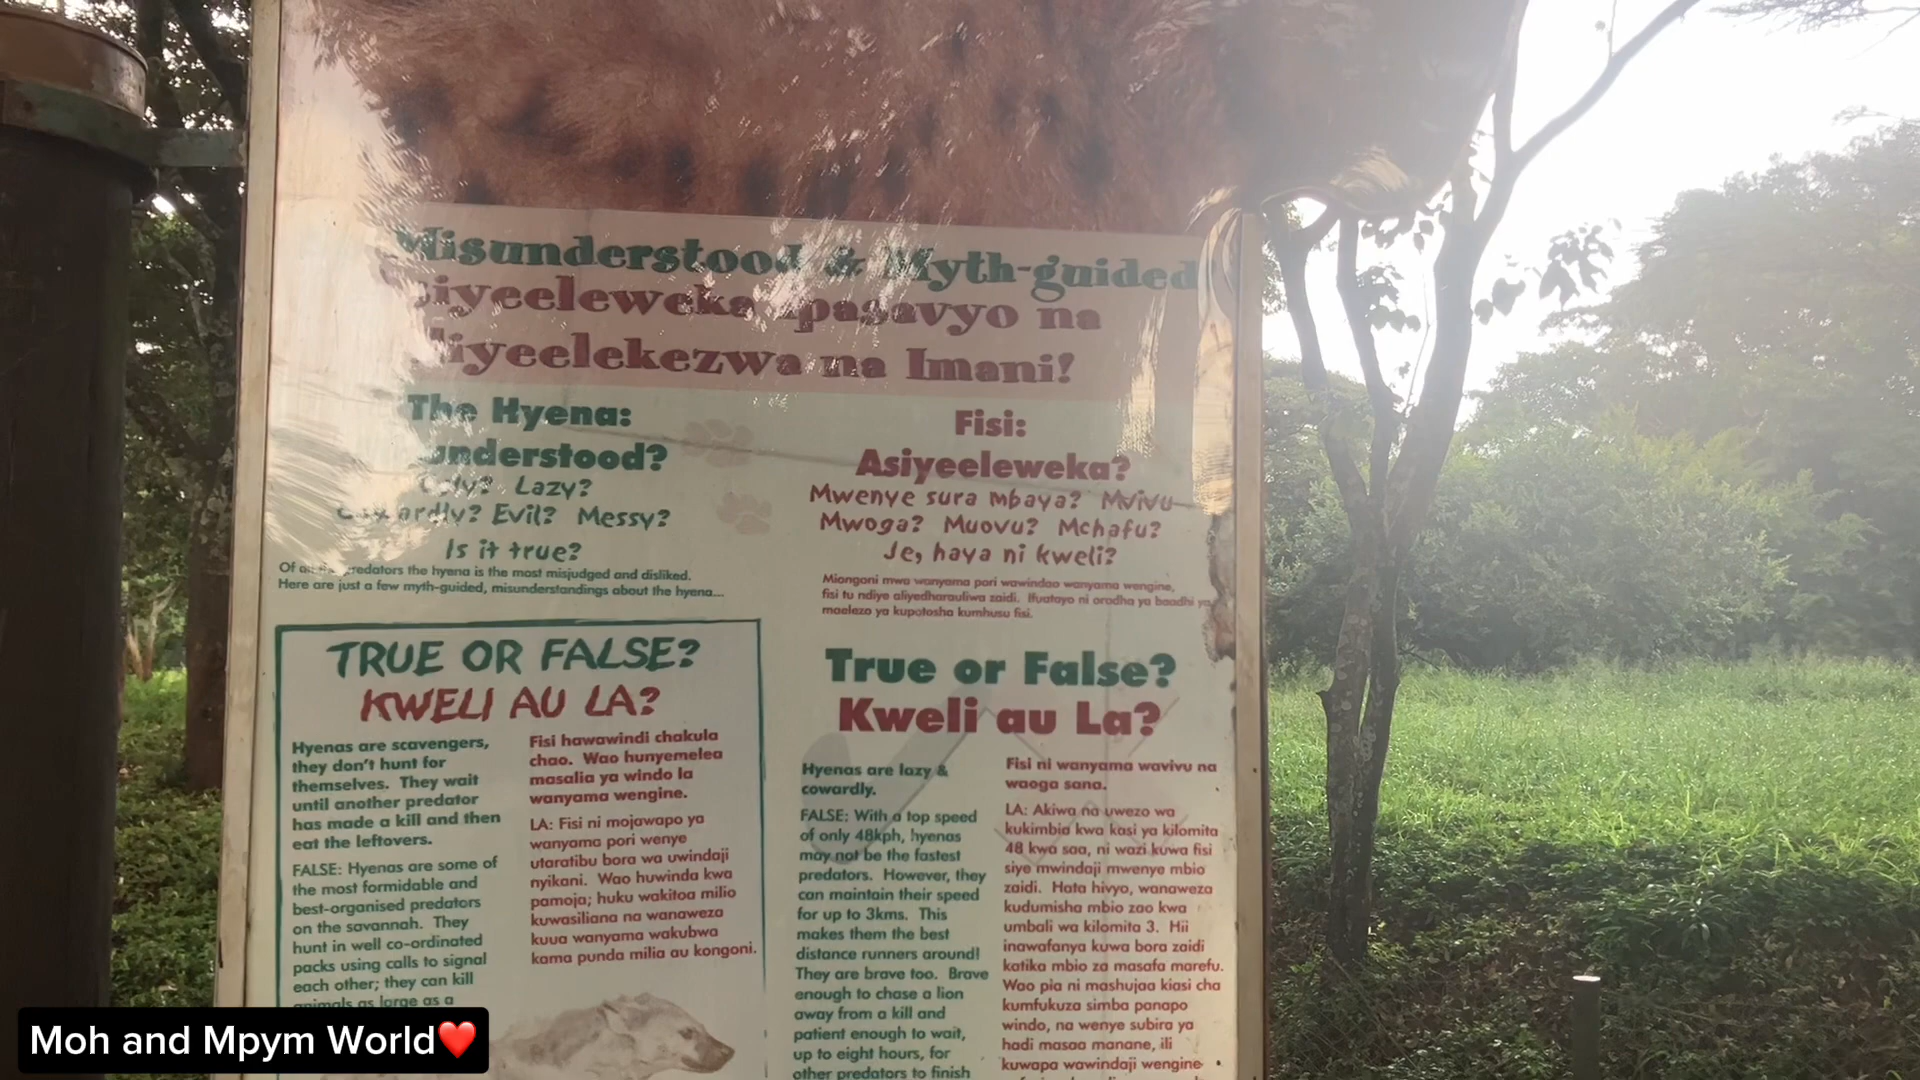 Misunderstood & Myth-guided
siyeeleweka ipasavyo na
liyeelekezwa na Imani!
The Hyena:
understood?
Lazy?
Evil? Messy?
Is it true?
Of all the predators the hyena is the most misjudged and disliked.
Here are just a few myth-guided, misunderstandings about the hyena...
Fisi:
Asiyeeleweka?
Mwenye sura mbaya? Mvivu
Mwoga? Muovu? Mchafu?
Je, haya ni kweli?
Miongoni mwa wanyama pori wawindao wanyama wengine,
fisi tu ndiye aliyedharauliwa zaidi. Ifuatayo ni orodha ya baadhi ya
maelezo ya kupotosha kumhusu fisi.
TRUE OR FALSE?
KWELI AU LA?
Hyenas are scavengers,
they don't hunt for
themselves. They wait
until another predator
has made a kill and then
eat the leftovers.
FALSE: Hyenas are some of
the most formidable and
best-organised predators
on the savannah. They
hunt in well co-ordinated
packs using calls to signal
each other; they can kill
animals as large as a
Fisi hawawindi chakula
chao. Wao hunyemelea
masalia ya windo la
wanyama wengine.
LA: Fisi ni mojawapo ya
wanyama pori wenye
utaratibu bora wa uwindaji
nyikani. Wao huwinda kwa
pamoja; huku wakitoa milio
kuwasiliana na wanaweza
kuua wanyama wakubwa
kama punda milia au kongoni.
True or False?
Kweli au La?
Hyenas are lazy &
cowardly.
FALSE: With a top speed
of only 48kph, hyenas
may not be the fastest
predators. However, they
can maintain their speed
for up to 3kms. This
makes them the best
distance runners around!
They are brave too. Brave
enough to chase a lion
away from a kill and
patient enough to wait,
up to eight hours, for
other predators to finish
Fisi ni wanyama wavivu na
waoga sana.
LA: Akiwa na uwezo wa
kukimbia kwa kasi ya kilomita
48 kwa saa, ni wazi kuwa fisi
siye mwindaji mwenye mbio
zaidi. Hata hivyo, wanaweza
kudumisha mbio zao kwa
umbali wa kilomita 3. Hii
inawafanya kuwa bora zaidi
katika mbio za masafa marefu.
Wao pia ni mashujaa kiasi cha
kumfukuza simba panapo
windo, na wenye subira ya
hadi masaa manane, ili
kuwapa wawindaji wengine
Moh and Mpym World❤️